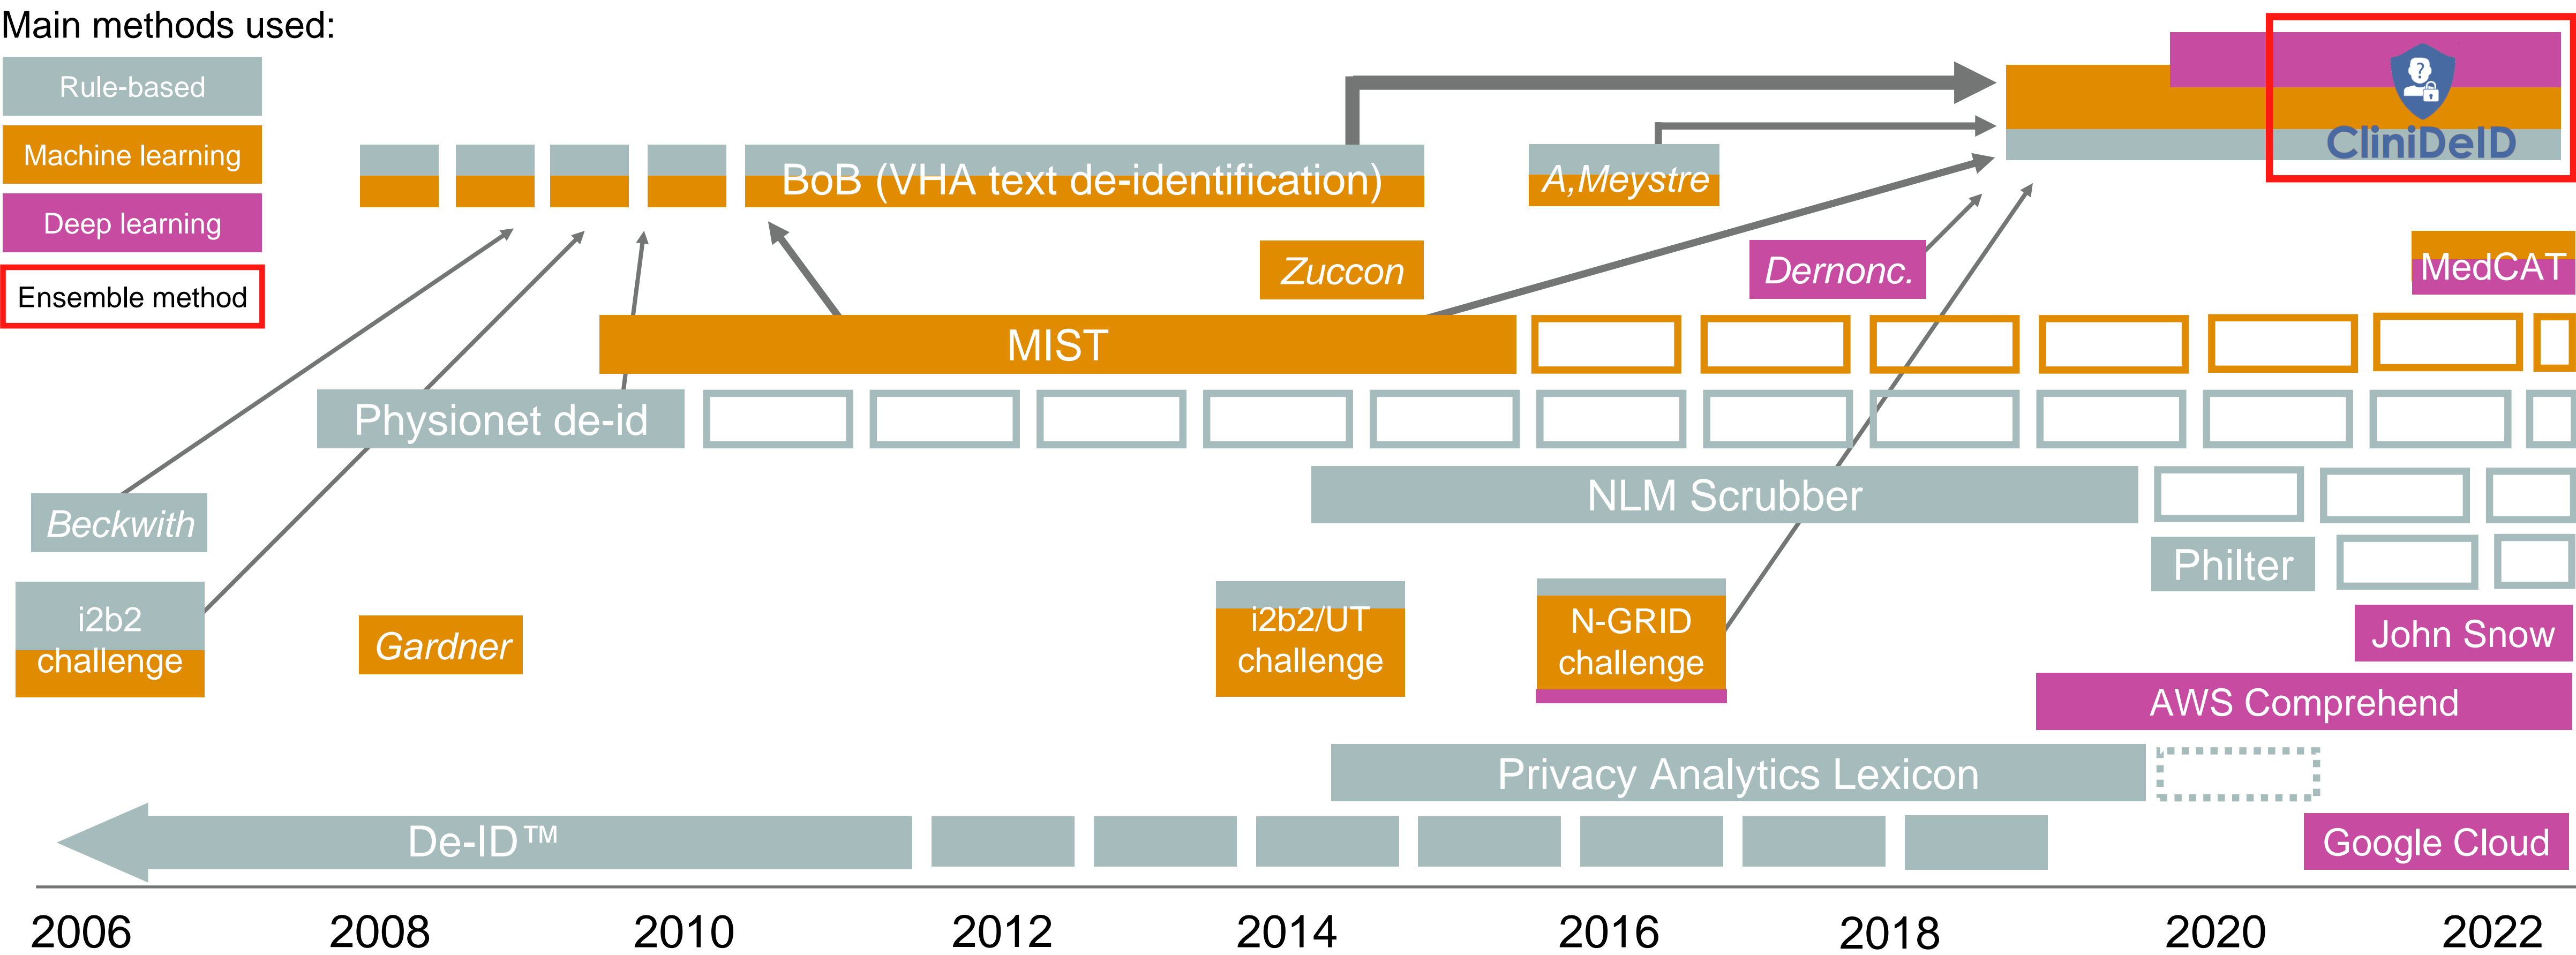 Main methods used:
Rule-based
Machine learning
Deep learning
Ensemble method
BoB (VHA text de-identification)
A,Meystre
?
CliniDeID
Zuccon
Dernonc.
MedCAT
MIST
Physionet de-id
NLM Scrubber
Beckwith
Philter
i2b2
challenge
Gardner
i2b2/UT
challenge
N-GRID
challenge
John Snow
AWS Comprehend
Privacy Analytics Lexicon
De-ID™
Google Cloud
2006 2008 2010 2012 2014 2016 2018 2020 2022